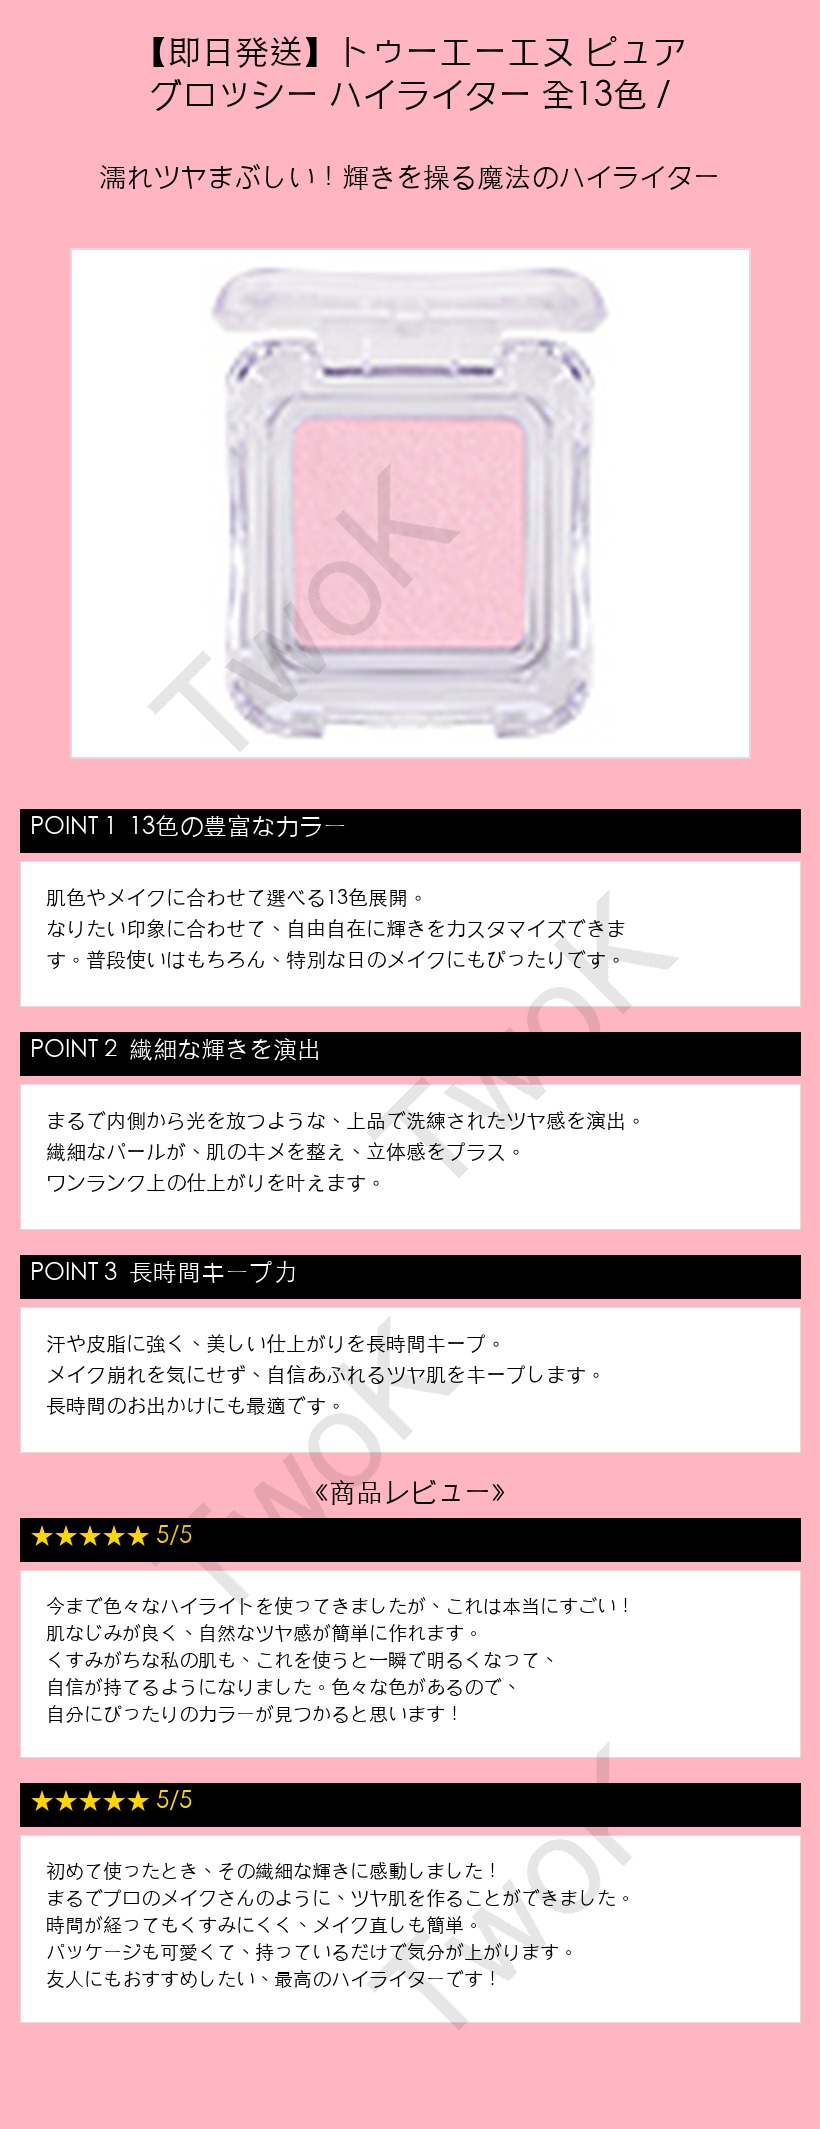 【即日発送】トゥーエーエヌ ピュア
グロッシー ハイライター 全13色 /
濡れツヤまぶしい！輝きを操る魔法のハイライター
TwoK
POINT 1 13色の豊富なカラー
肌色やメイクに合わせて選べる13色展開。
なりたい印象に合わせて、自由自在に輝きをカスタマイズできま
す。普段使いはもちろん、特別な日のメイクにもぴったりです。
TwoK
POINT 2 繊細な輝きを演出
まるで内側から光を放つような、上品で洗練されたツヤ感を演出。
繊細なパールが、肌のキメを整え、立体感をプラス。
ワンランク上の仕上がりを叶えます。
POINT 3 長時間キープ力
汗や皮脂に強く、美しい仕上がりを長時間キープ。
メイク崩れを気にせず、自信あふれるツヤ肌をキープします。
長時間のお出かけにも最適です。
TwoK
《商品レビュー》
★★★★★ 5/5
今まで色々なハイライトを使ってきましたが、これは本当にすごい！
肌なじみが良く、自然なツヤ感が簡単に作れます。
くすみがちな私の肌も、これを使うと一瞬で明るくなって、
自信が持てるようになりました。色々な色があるので、
自分にぴったりのカラーが見つかると思います！
★★★★★ 5/5
初めて使ったとき、その繊細な輝きに感動しました！
まるでプロのメイクさんのように、ツヤ肌を作ることができました。
時間が経ってもくすみにくく、メイク直しも簡単。
パッケージも可愛くて、持っているだけで気分が上がります。
友人にもおすすめしたい、最高のハイライターです！
TwoK